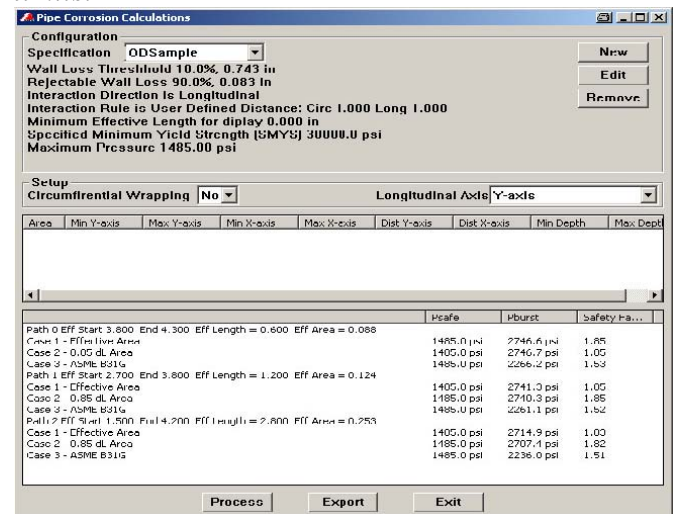 Pipe Corrosion Calculations
Configuration
Specification ODSample
New
Wall Loss Threshhold 10.0%, 0.743 in
Edit
Rejectable Wall Loss 90.0%, 0.083 in
Interaction Direction Is Longitudinal
Remove
Interaction Rule is User Defined Distance: Circ 1.000 Long 1.000
Minimum Effective Length for diplay 0.000 in
Specified Minimum Yield Strength (SMYS) 30000.0 psi
Maximum Pressure 1485.00 psi
Setup
Circumfirential Wrapping No Longitudinal Axis Y-axis
Area Min Y-axis Max Y-axis Min X-axis Max X-axis Dist Y-axis Dist X-axis Min Depth Max Dept
Psafe Pburst Safety Fa...
Path 0 Eff Start 3.800 End 4.300 Eff Length = 0.600 Eff Area = 0.088
Case 1 - Effective Area 1485.0 psi 2746.6 psi 1.85
Case 2 - 0.05 dL Area 1405.0 psi 2746.7 psi 1.05
Case 3 - ASME B31G 1485.0 psi 2266.2 psi 1.53
Path 1 Eff Start 2.700 End 3.800 Eff Length = 1.200 Eff Area = 0.124
Case 1 - Effective Area 1405.0 psi 2741.3 psi 1.05
Case 2 0.85 dL Area 1485.0 psi 2740.3 psi 1.85
Case 3 - ASME B31G 1485.0 psi 2261.1 psi 1.52
Path 2 Eff Start 1.500 End 4.200 Eff Length = 2.800 Eff Area = 0.253
Case 1 - Effective Area 1405.0 psi 2714.9 psi 1.03
Case 2 0.85 dL Area 1485.0 psi 2707.4 psi 1.82
Case 3 - ASME B31G 1485.0 psi 2236.0 psi 1.51
Process Export Exit